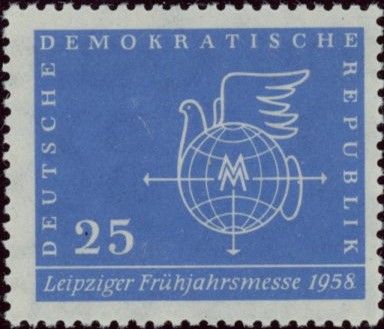 DEUTSCHE
DEMOKRATISCHE
REPUBLIK
MM
25
Leipziger Frühjahrsmesse 1958